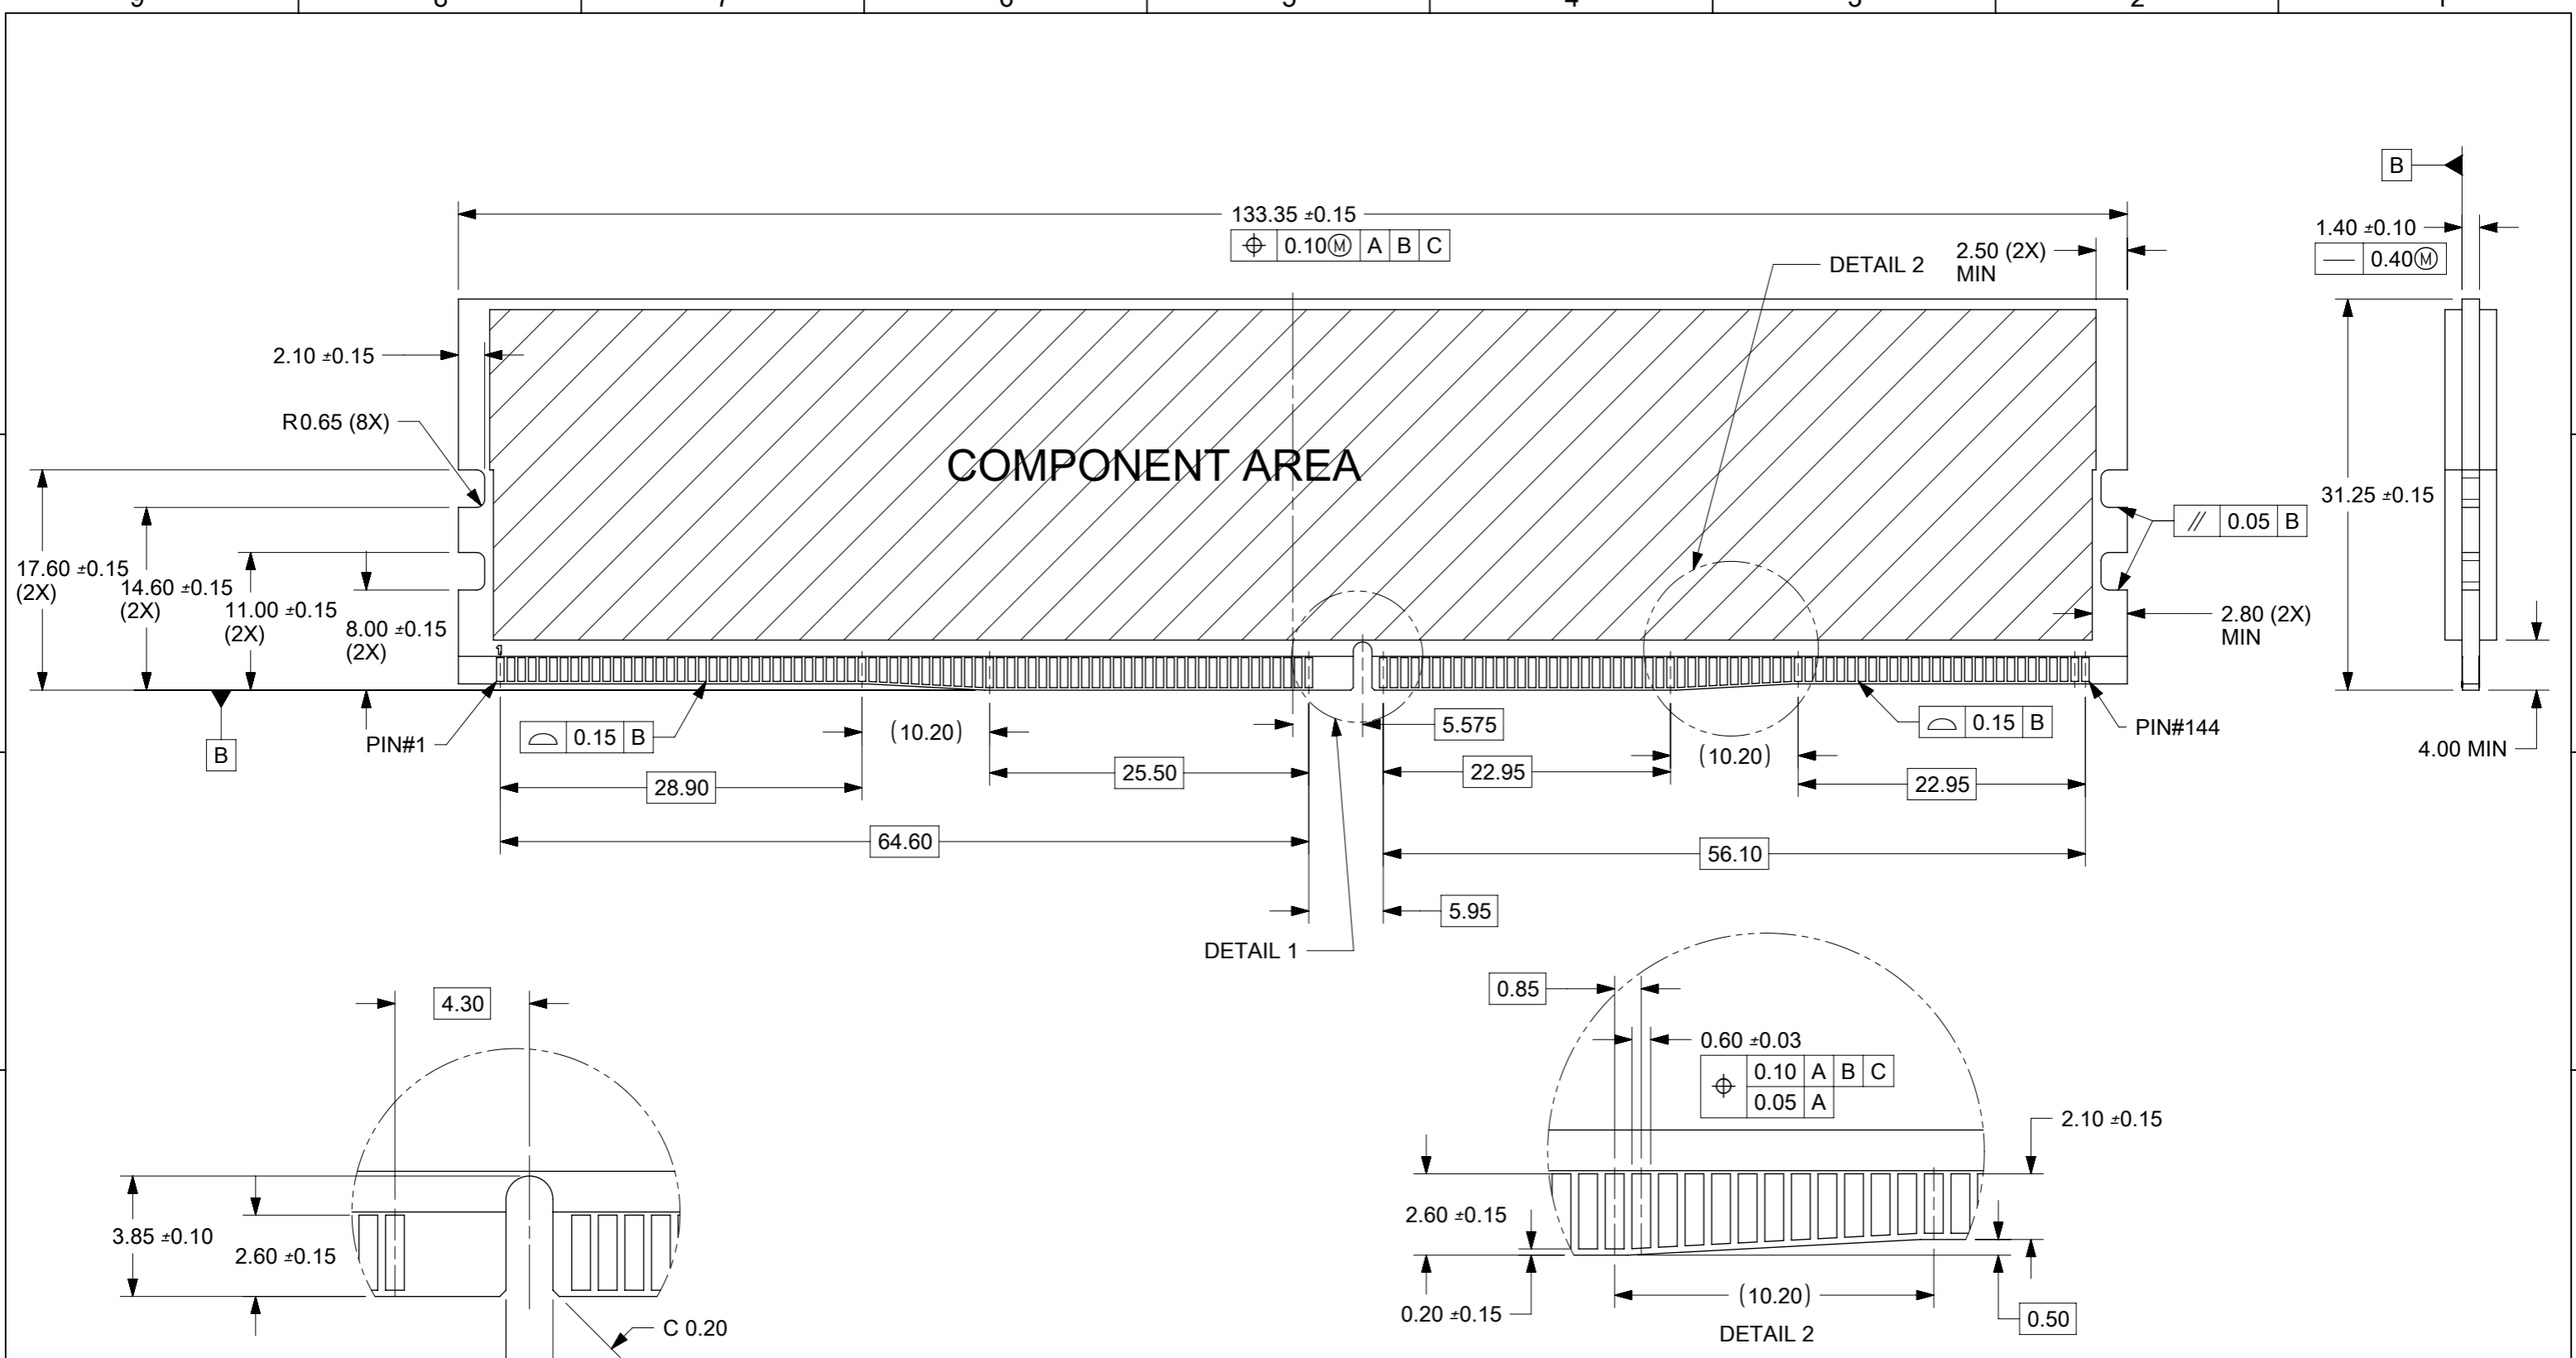 133.35 ±0.15
0.10Ⓜ A B C
DETAIL 2
2.50 (2X)
MIN
B
1.40 ±0.10
0.40Ⓜ
2.10 ±0.15
R0.65 (8X)
COMPONENT AREA
31.25 ±0.15
// 0.05 B
17.60 ±0.15
(2X)
14.60 ±0.15
(2X)
11.00 ±0.15
(2X)
8.00 ±0.15
(2X)
2.80 (2X)
MIN
1
B
PIN#1
0.15 B
(10.20)
5.575
0.15 B
PIN#144
4.00 MIN
28.90
25.50
22.95
(10.20)
22.95
64.60
56.10
5.95
DETAIL 1
4.30
3.85 ±0.10
2.60 ±0.15
C 0.20
0.85
0.60 ±0.03
0.10 A B C
0.05 A
2.10 ±0.15
2.60 ±0.15
0.20 ±0.15
(10.20)
0.50
DETAIL 2